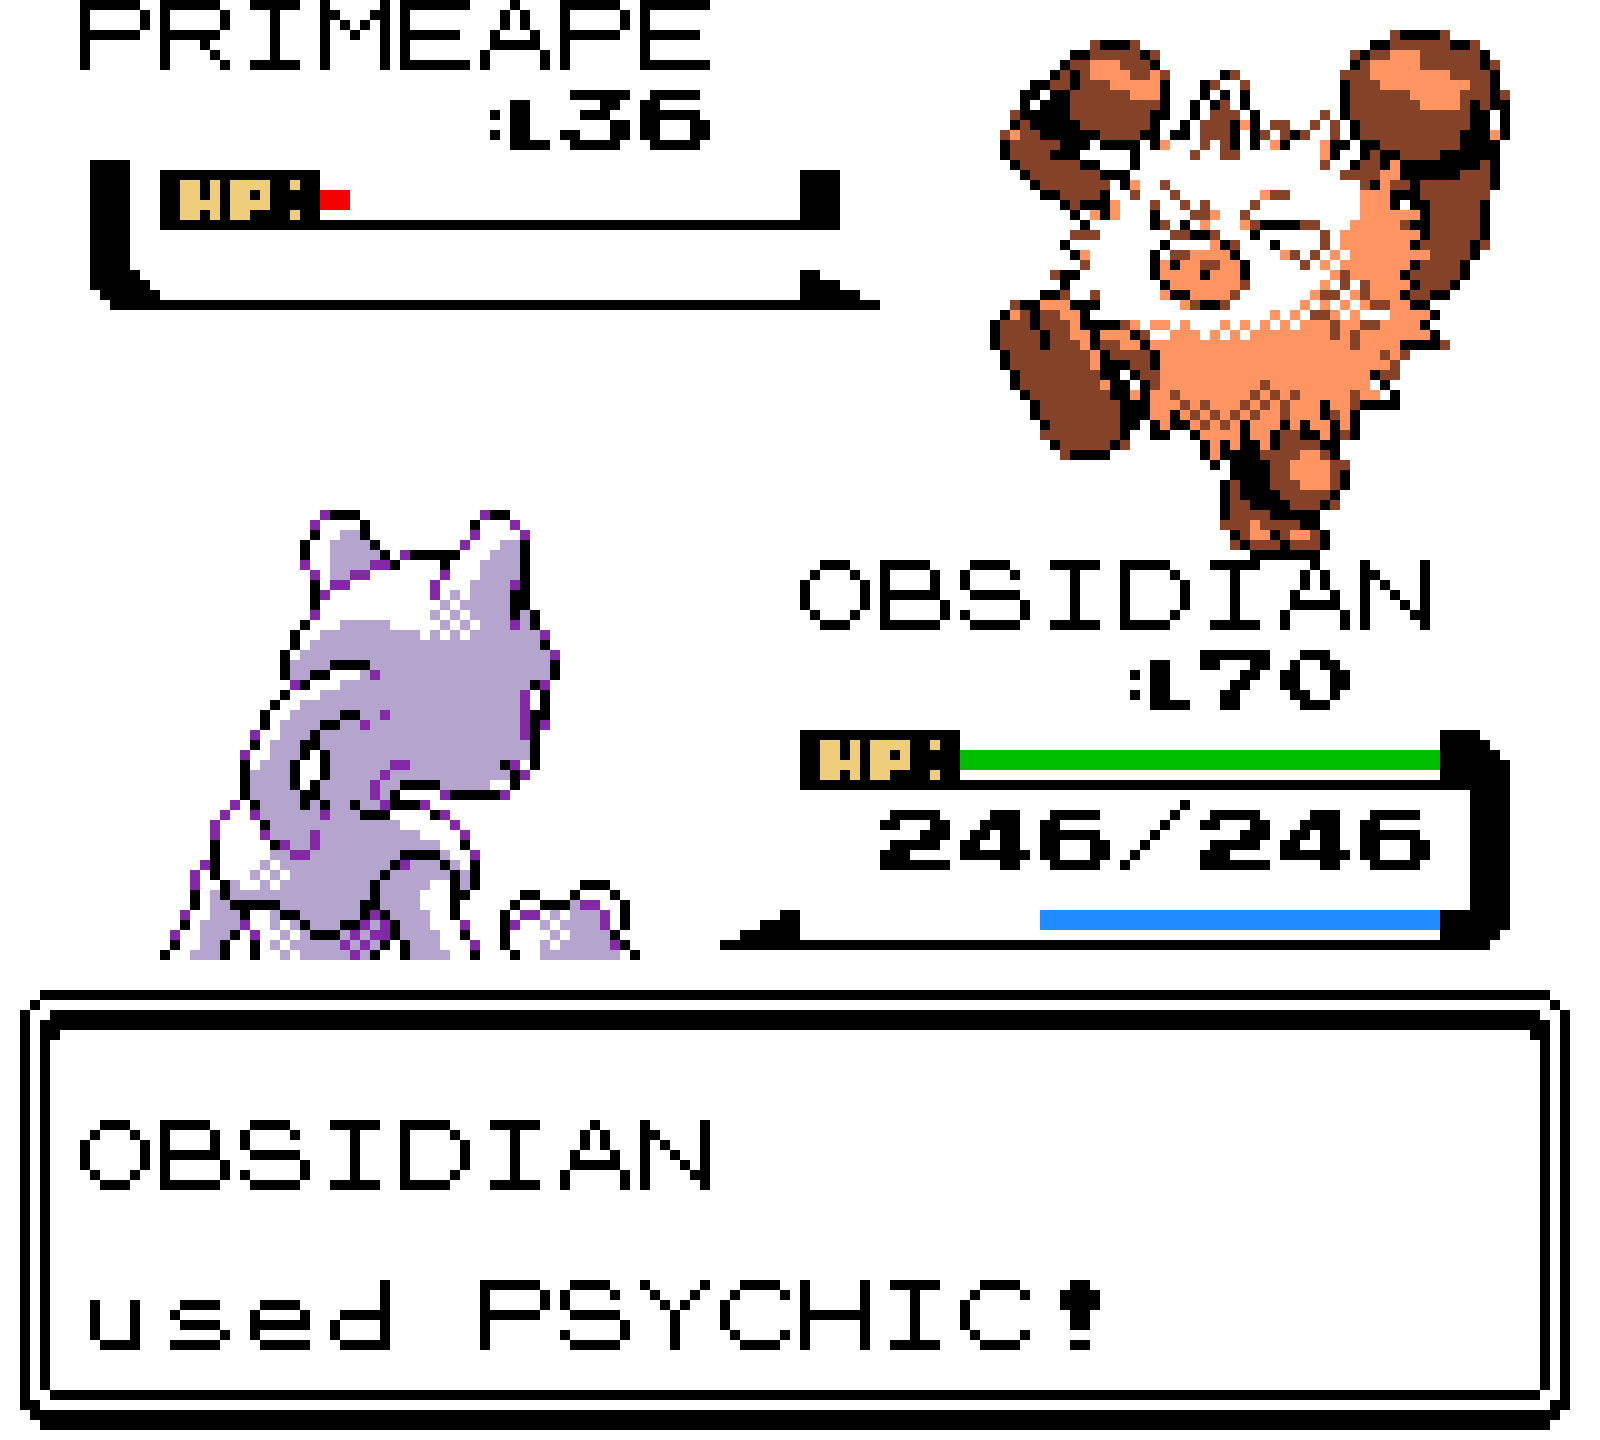 PRIMEAPE
:L36
HP:
OBSIDIAN
:L70
HP:
246/246
OBSIDIAN
used PSYCHIC!